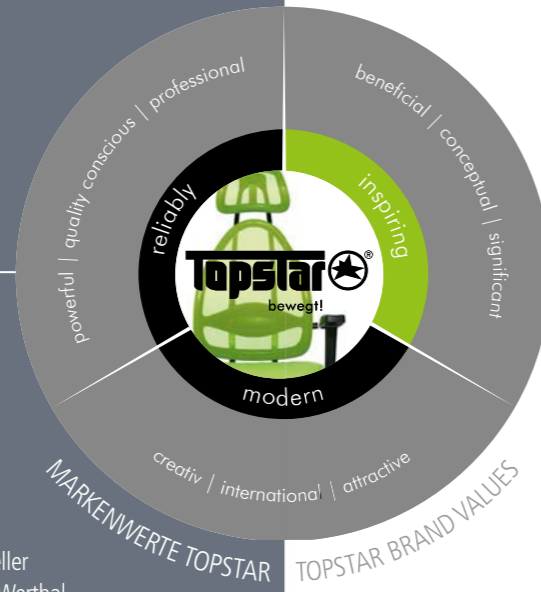 powerful | quality conscious | professional
beneficial | conceptual | significant
reliably
inspiring
Topstar ®
bewegt!
modern
creativ | international | attractive
MARKENWERTE TOPSTAR
TOPSTAR BRAND VALUES